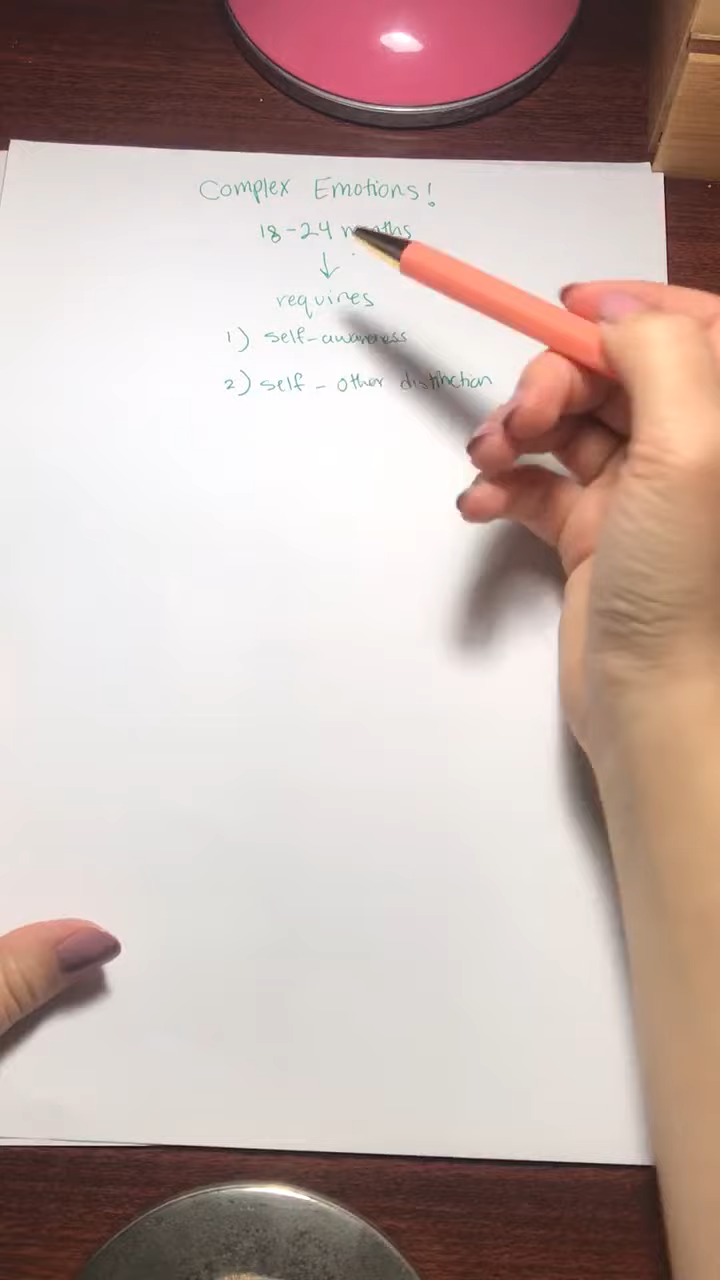 Complex Emotions!
18-24 months
↓
requires
1) self-awareness
2) self - other distinction